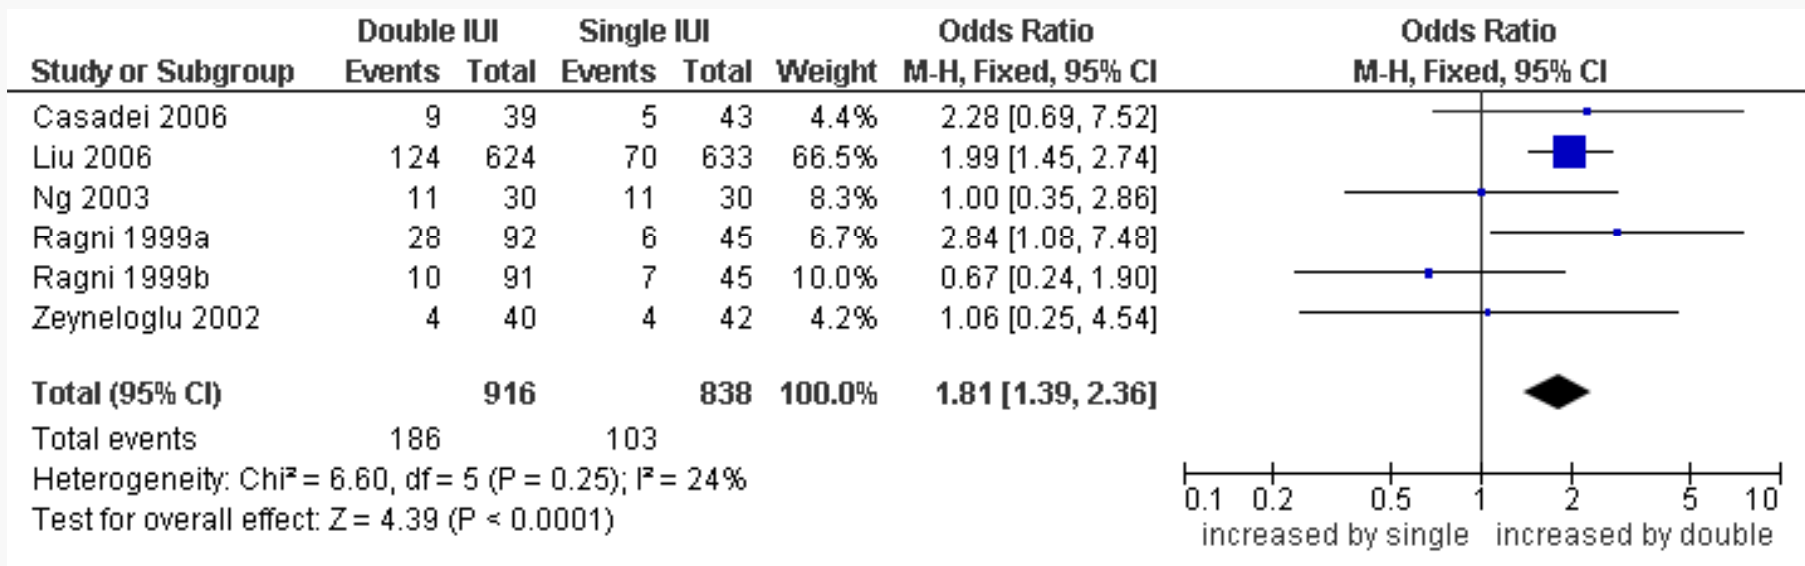 Double IUI Single IUI Odds Ratio Odds Ratio
Study or Subgroup Events Total Events Total Weight M-H, Fixed, 95% CI M-H, Fixed, 95% CI
Casadei 2006 9 39 5 43 4.4% 2.28 [0.69, 7.52]
Liu 2006 124 624 70 633 66.5% 1.99 [1.45, 2.74]
Ng 2003 11 30 11 30 8.3% 1.00 [0.35, 2.86]
Ragni 1999a 28 92 6 45 6.7% 2.84 [1.08, 7.48]
Ragni 1999b 10 91 7 45 10.0% 0.67 [0.24, 1.90]
Zeyneloglu 2002 4 40 4 42 4.2% 1.06 [0.25, 4.54]
Total (95% CI) 916 838 100.0% 1.81 [1.39, 2.36]
Total events 186 103
Heterogeneity: Chi² = 6.60, df = 5 (P = 0.25); I² = 24%
Test for overall effect: Z = 4.39 (P < 0.0001)
0.1 0.2 0.5 1 2 5 10
increased by single increased by double